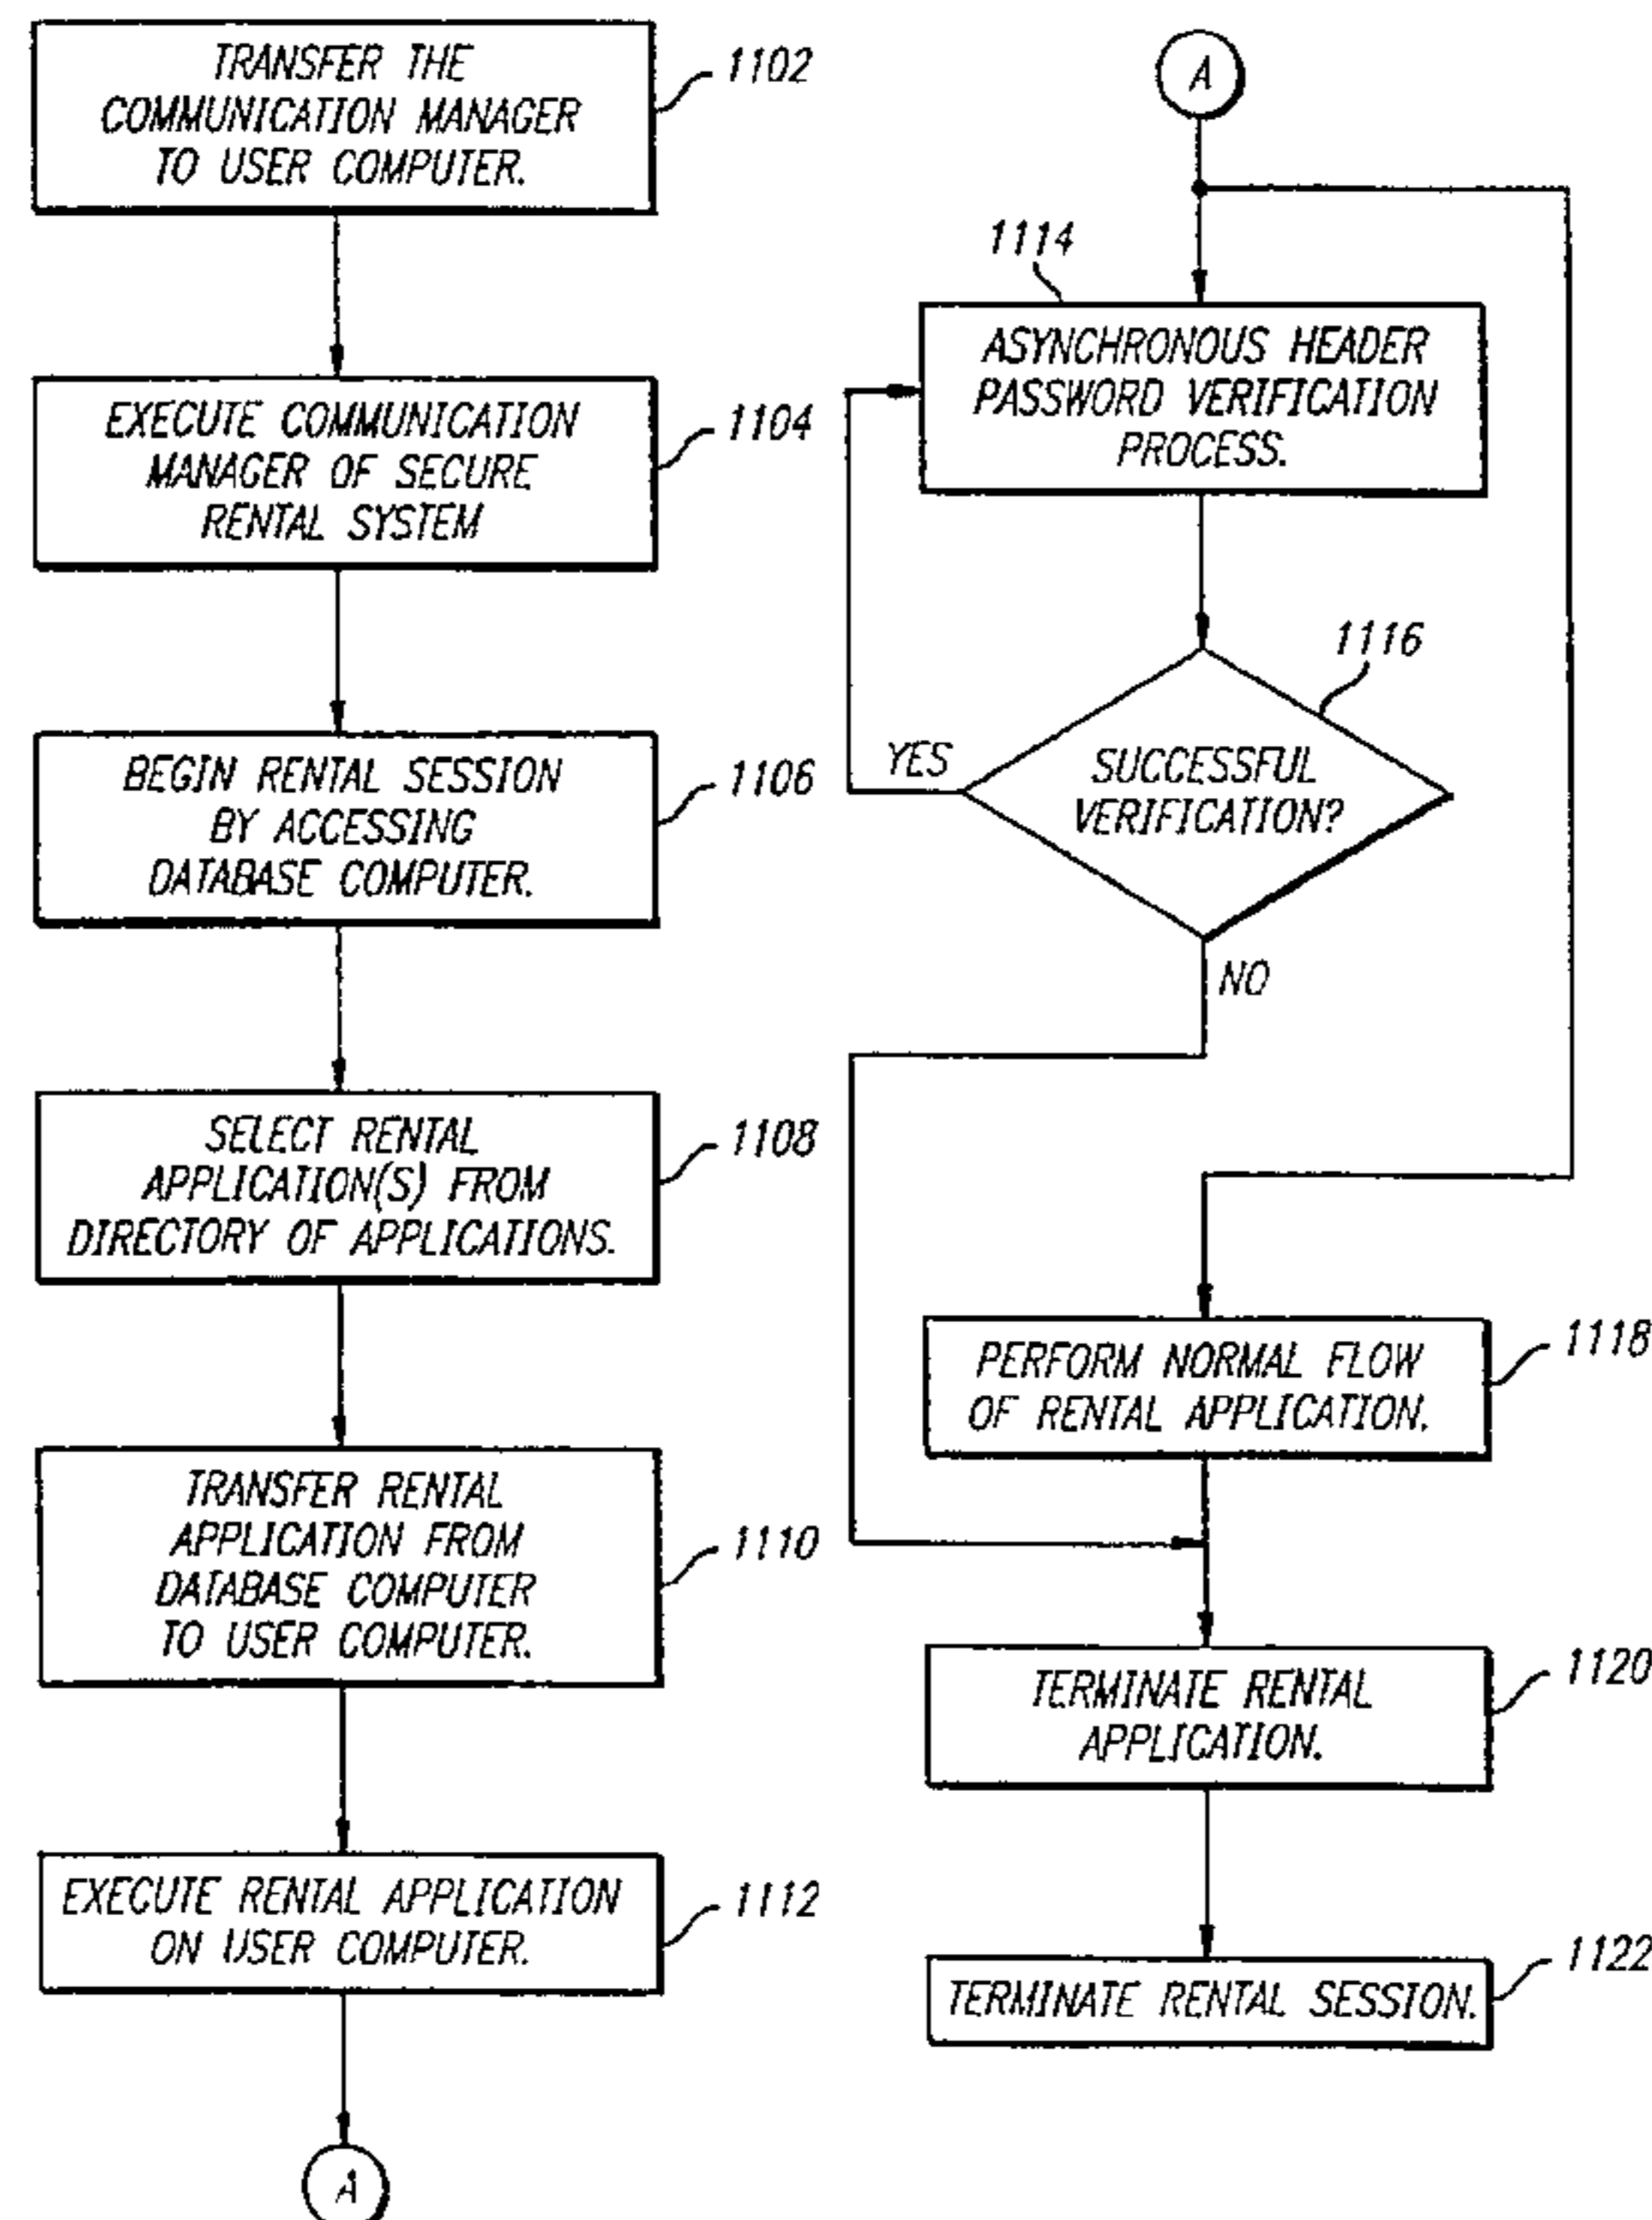 TRANSFER THE
COMMUNICATION MANAGER
TO USER COMPUTER.
1102
EXECUTE COMMUNICATION
MANAGER OF SECURE
RENTAL SYSTEM
1104
BEGIN RENTAL SESSION
BY ACCESSING
DATABASE COMPUTER.
1106
SELECT RENTAL
APPLICATION(S) FROM
DIRECTORY OF APPLICATIONS.
1108
TRANSFER RENTAL
APPLICATION FROM
DATABASE COMPUTER
TO USER COMPUTER.
1110
EXECUTE RENTAL APPLICATION
ON USER COMPUTER.
1112
A
A
1114
ASYNCHRONOUS HEADER
PASSWORD VERIFICATION
PROCESS.
1116
SUCCESSFUL
VERIFICATION?
YES
NO
PERFORM NORMAL FLOW
OF RENTAL APPLICATION.
1118
TERMINATE RENTAL
APPLICATION.
1120
TERMINATE RENTAL SESSION.
1122